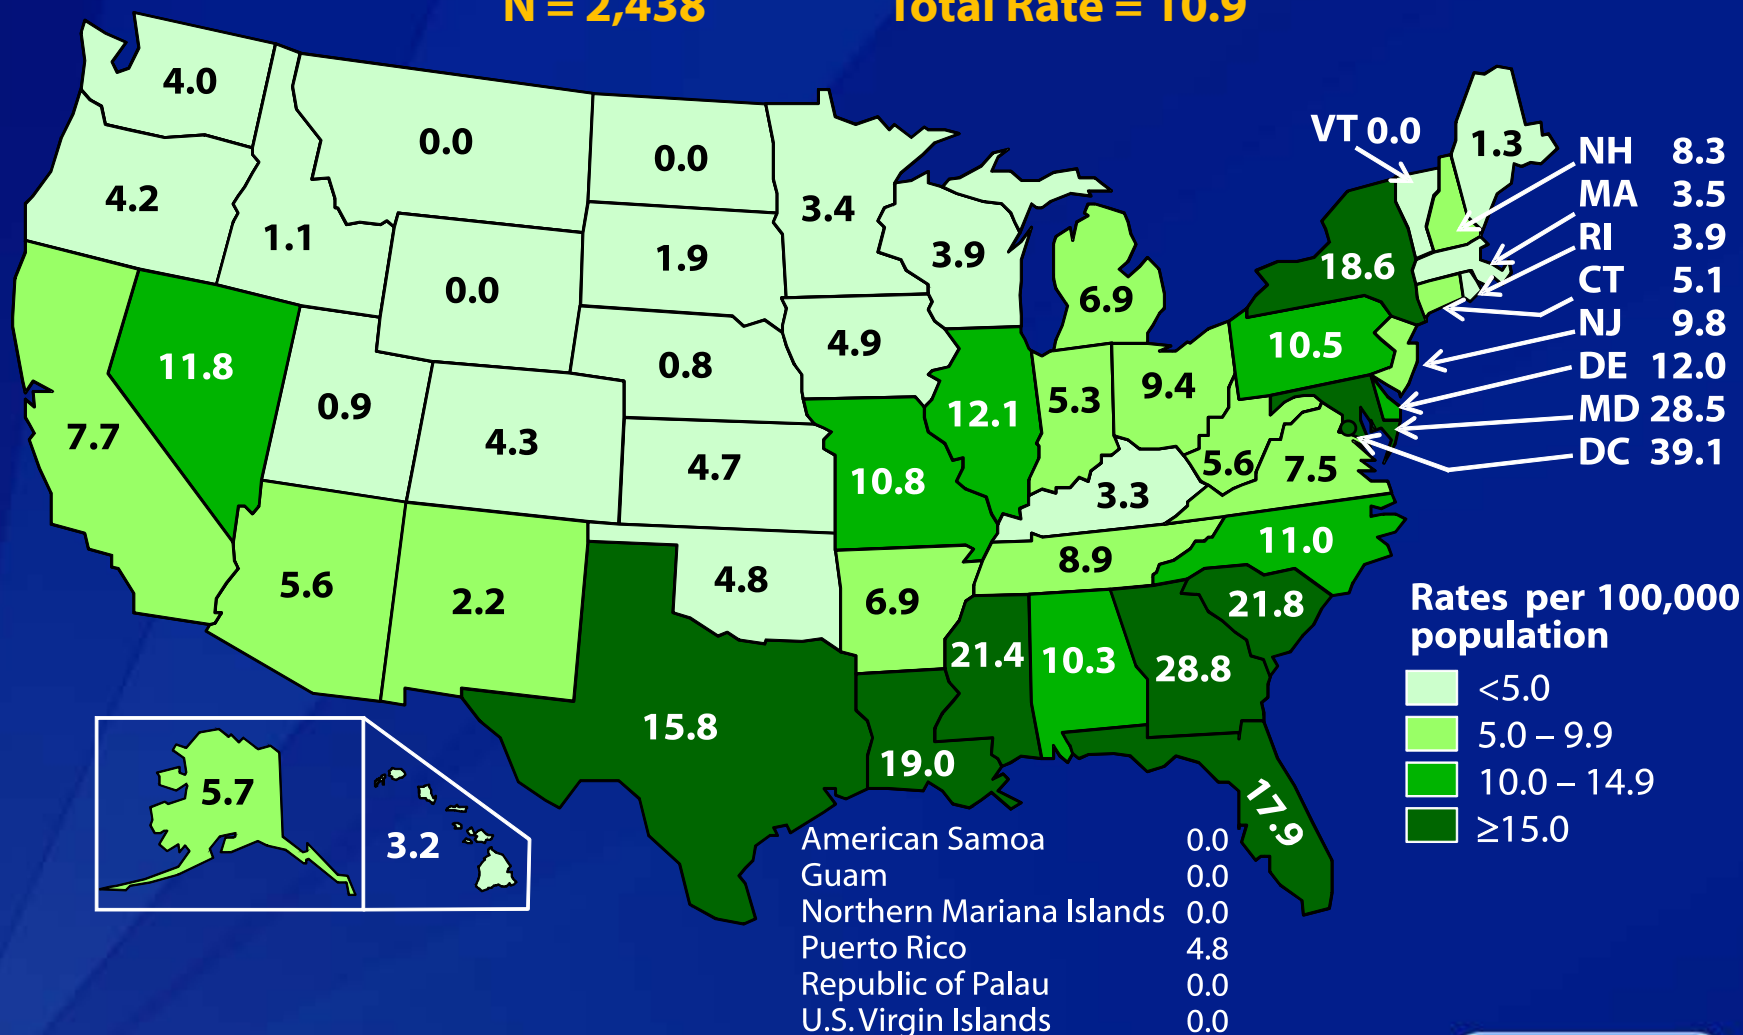 N = 2,438 Total Rate = 10.9
4.0
0.0
0.0
VT 0.0
1.3
NH 8.3
MA 3.5
RI 3.9
CT 5.1
NJ 9.8
DE 12.0
MD 28.5
DC 39.1
4.2
1.1
3.4
1.9
3.9
0.0
18.6
6.9
11.8
4.9
10.5
0.8
0.9
12.1
5.3
9.4
7.7
4.3
4.7
10.8
3.3
5.6
7.5
11.0
5.6
2.2
4.8
6.9
8.9
21.8
21.4
10.3
28.8
15.8
19.0
17.9
5.7
3.2
Rates per 100,000
population
<5.0
5.0 – 9.9
10.0 – 14.9
≥15.0
American Samoa 0.0
Guam 0.0
Northern Mariana Islands 0.0
Puerto Rico 4.8
Republic of Palau 0.0
U.S. Virgin Islands 0.0